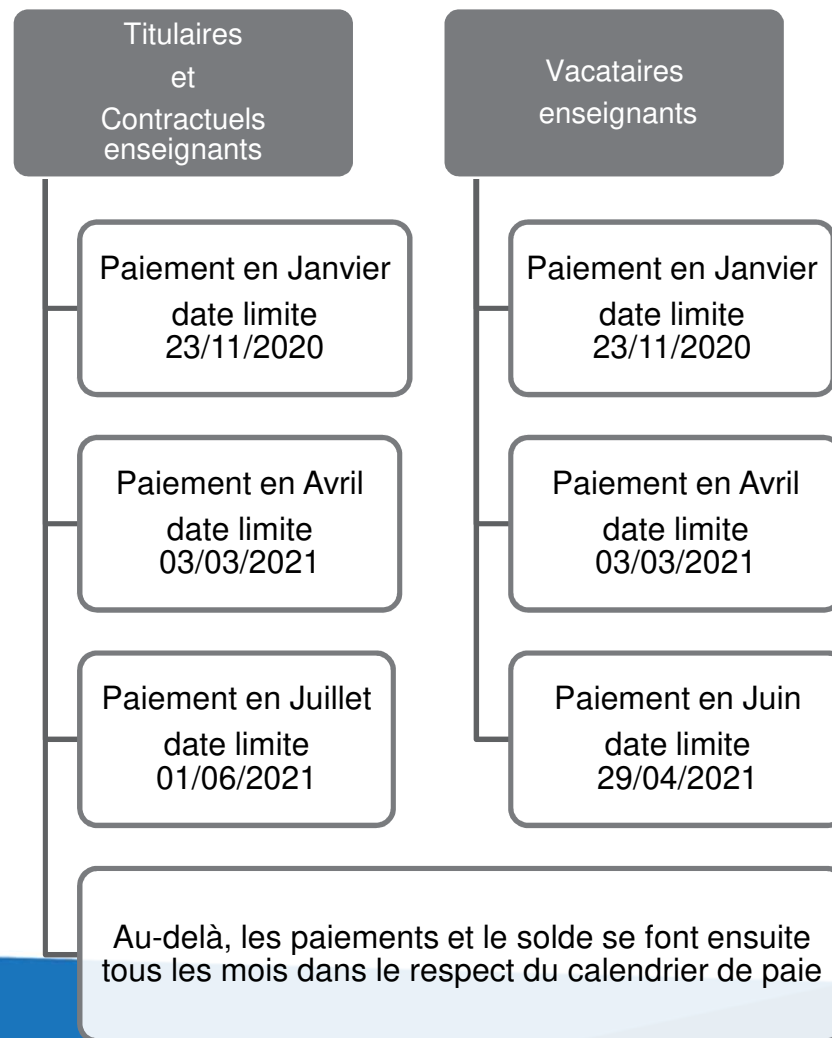 Titulaires
et
Contractuels
enseignants
Paiement en Janvier
date limite
23/11/2020
Paiement en Avril
date limite
03/03/2021
Paiement en Juillet
date limite
01/06/2021
Vacataires
enseignants
Paiement en Janvier
date limite
23/11/2020
Paiement en Avril
date limite
03/03/2021
Paiement en Juin
date limite
29/04/2021
Au-delà, les paiements et le solde se font ensuite
tous les mois dans le respect du calendrier de paie